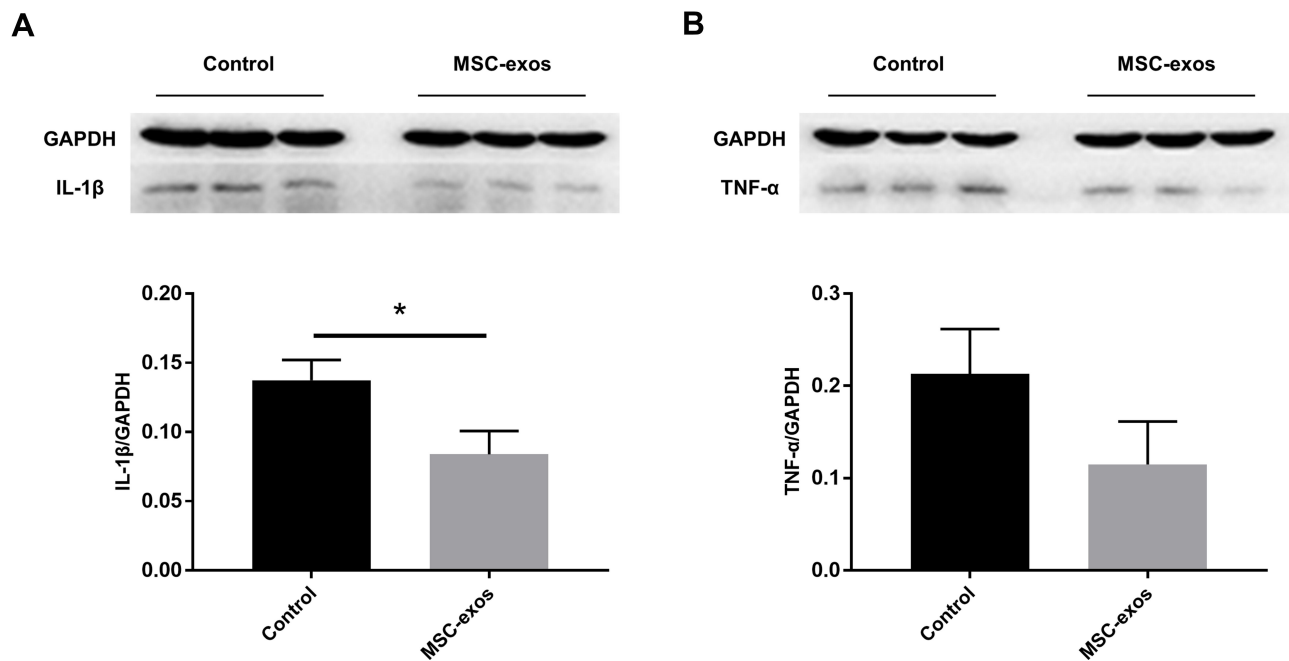 A
Control MSC-exos
GAPDH
IL-1β
0.20
0.15
0.10
0.05
0.00
IL-1β/GAPDH
*
Control
MSC-exos
B
Control MSC-exos
GAPDH
TNF-α
0.3
0.2
0.1
0.0
TNF-α/GAPDH
Control
MSC-exos